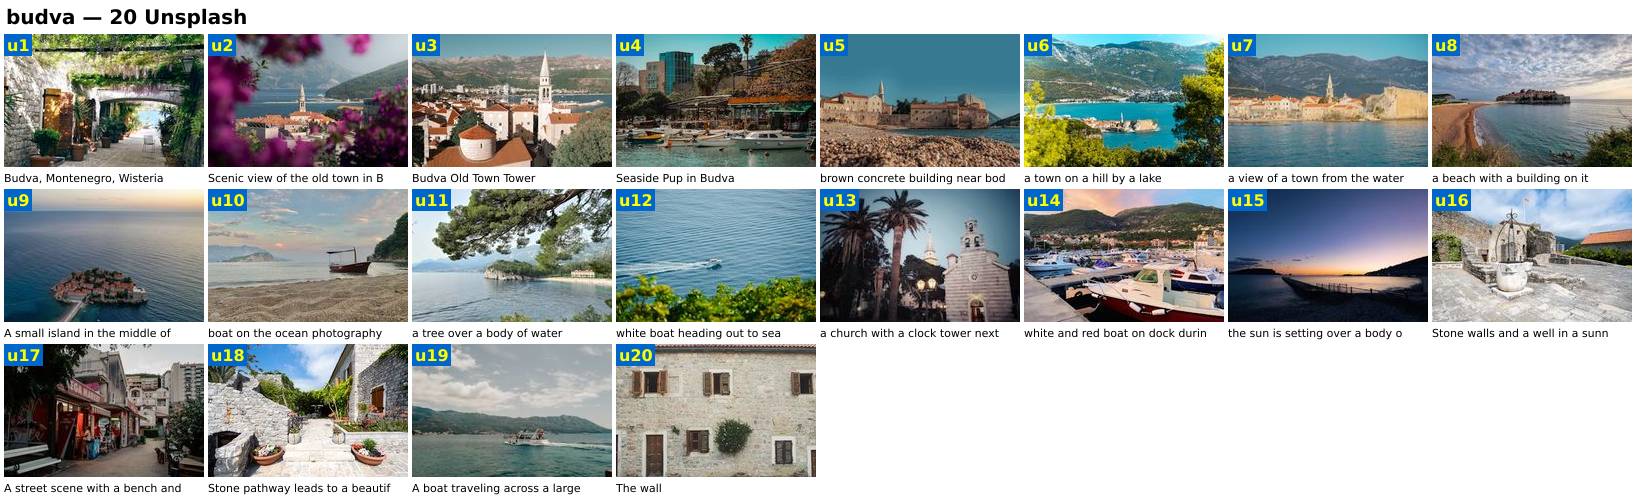 budva — 20 Unsplash
u1
u2
u3
u4
u5
u6
u7
u8
Budva, Montenegro, Wisteria
Scenic view of the old town in B
Budva Old Town Tower
Seaside Pup in Budva
brown concrete building near bod
a town on a hill by a lake
a view of a town from the water
a beach with a building on it
u9
u10
u11
u12
u13
u14
u15
u16
A small island in the middle of
boat on the ocean photography
a tree over a body of water
white boat heading out to sea
a church with a clock tower next
white and red boat on dock durin
the sun is setting over a body o
Stone walls and a well in a sunn
u17
u18
u19
u20
A street scene with a bench and
Stone pathway leads to a beautif
A boat traveling across a large
The wall